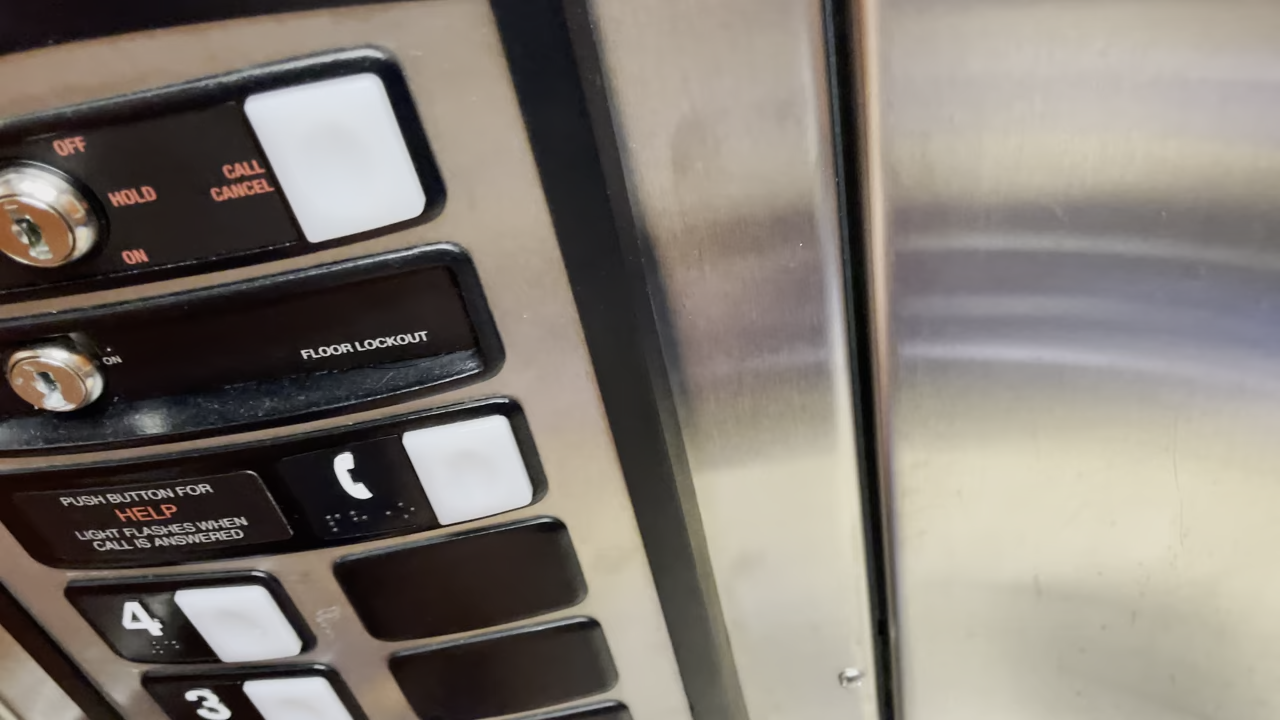 OFF
HOLD
ON
CALL
CANCEL
ON
FLOOR LOCKOUT
PUSH BUTTON FOR
HELP
LIGHT FLASHES WHEN
CALL IS ANSWERED
4
3